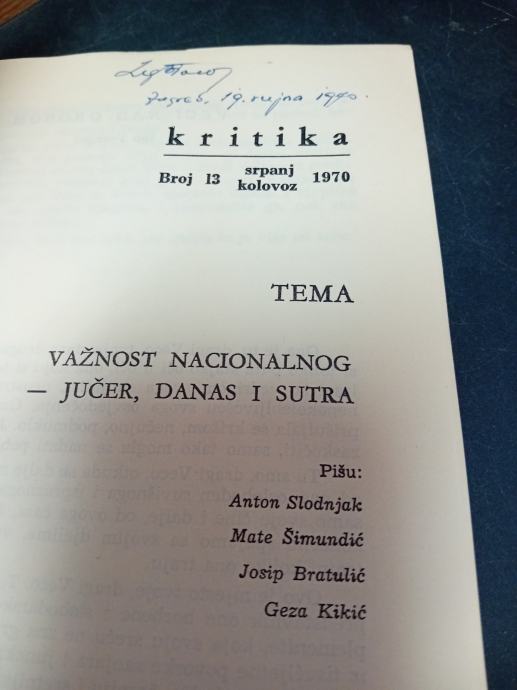 Zagreb, 19. rujna 1970.
kritika
Broj 13 srpanj kolovoz 1970
TEMA
VAŽNOST NACIONALNOG
— JUČER, DANAS I SUTRA
Pišu:
Anton Slodnjak
Mate Šimundić
Josip Bratulić
Geza Kikić